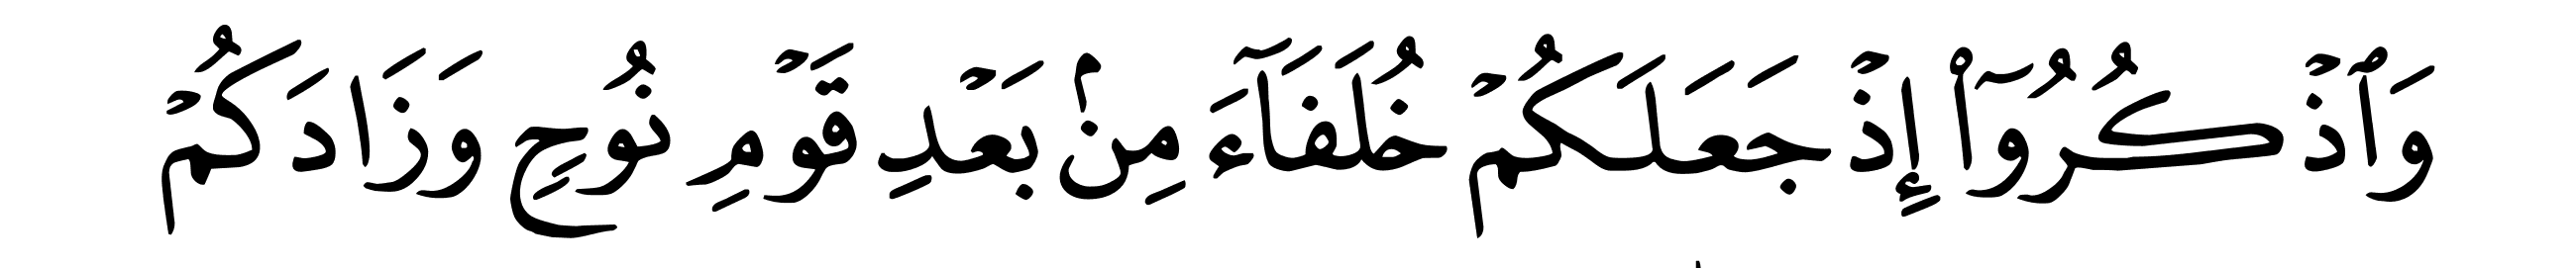 وَٱذْكُرُوٓا۟ إِذْ جَعَلَكُمْ خُلَفَآءَ مِنۢ بَعْدِ قَوْمِ نُوحٍ وَزَادَكُمْ